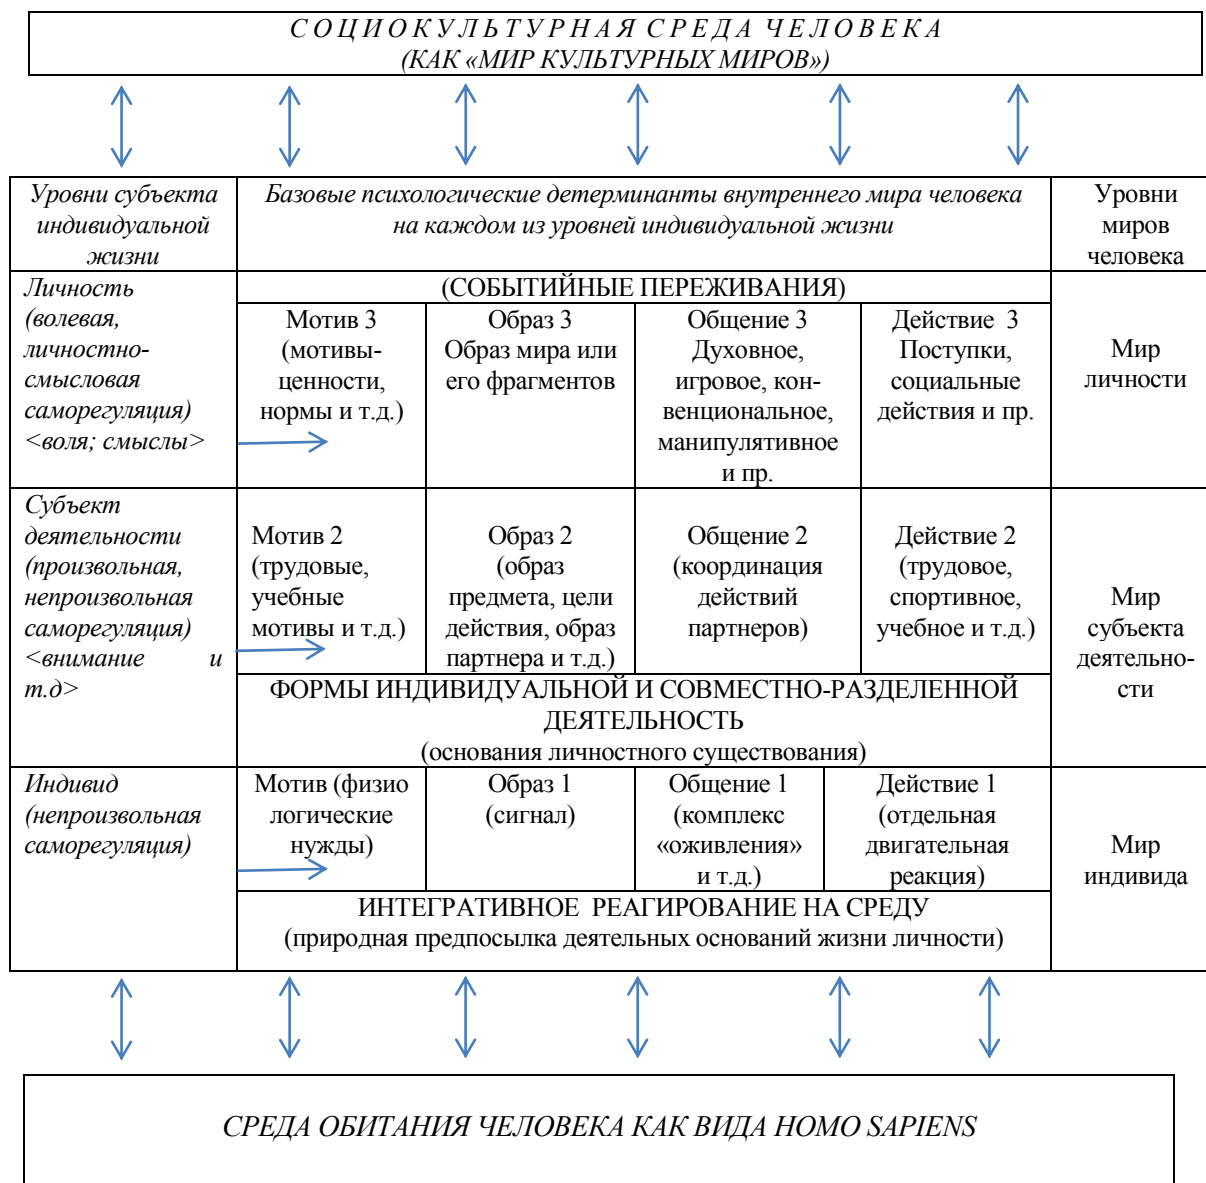 С О Ц И О К У Л Ь Т У Р Н А Я С Р Е Д А Ч Е Л О В Е К А
(КАК «МИР КУЛЬТУРНЫХ МИРОВ»)
Уровни субъекта
индивидуальной
жизни
Базовые психологические детерминанты внутреннего мира человека
на каждом из уровней индивидуальной жизни
Уровни
миров
человека
Личность
(волевая,
личностно-
смысловая
саморегуляция)
<воля; смыслы>
(СОБЫТИЙНЫЕ ПЕРЕЖИВАНИЯ)
Мотив 3
(мотивы-
ценности,
нормы и т.д.)
Образ 3
Образ мира или
его фрагментов
Общение 3
Духовное,
игровое, кон-
венциональное,
манипулятивное
и пр.
Действие 3
Поступки,
социальные
действия и пр.
Мир
личности
Субъект
деятельности
(произвольная,
непроизвольная
саморегуляция)
<внимание и
т.д>
Мотив 2
(трудовые,
учебные
мотивы и т.д.)
Образ 2
(образ
предмета, цели
действия, образ
партнера и т.д.)
Общение 2
(координация
действий
партнеров)
Действие 2
(трудовое,
спортивное,
учебное и т.д.)
Мир
субъекта
деятельно-
сти
ФОРМЫ ИНДИВИДУАЛЬНОЙ И СОВМЕСТНО-РАЗДЕЛЕННОЙ
ДЕЯТЕЛЬНОСТЬ
(основания личностного существования)
Индивид
(непроизвольная
саморегуляция)
Мотив (физио
логические
нужды)
Образ 1
(сигнал)
Общение 1
(комплекс
«оживления»
и т.д.)
Действие 1
(отдельная
двигательная
реакция)
Мир
индивида
ИНТЕГРАТИВНОЕ РЕАГИРОВАНИЕ НА СРЕДУ
(природная предпосылка деятельных оснований жизни личности)
СРЕДА ОБИТАНИЯ ЧЕЛОВЕКА КАК ВИДА HOMO SAPIENS